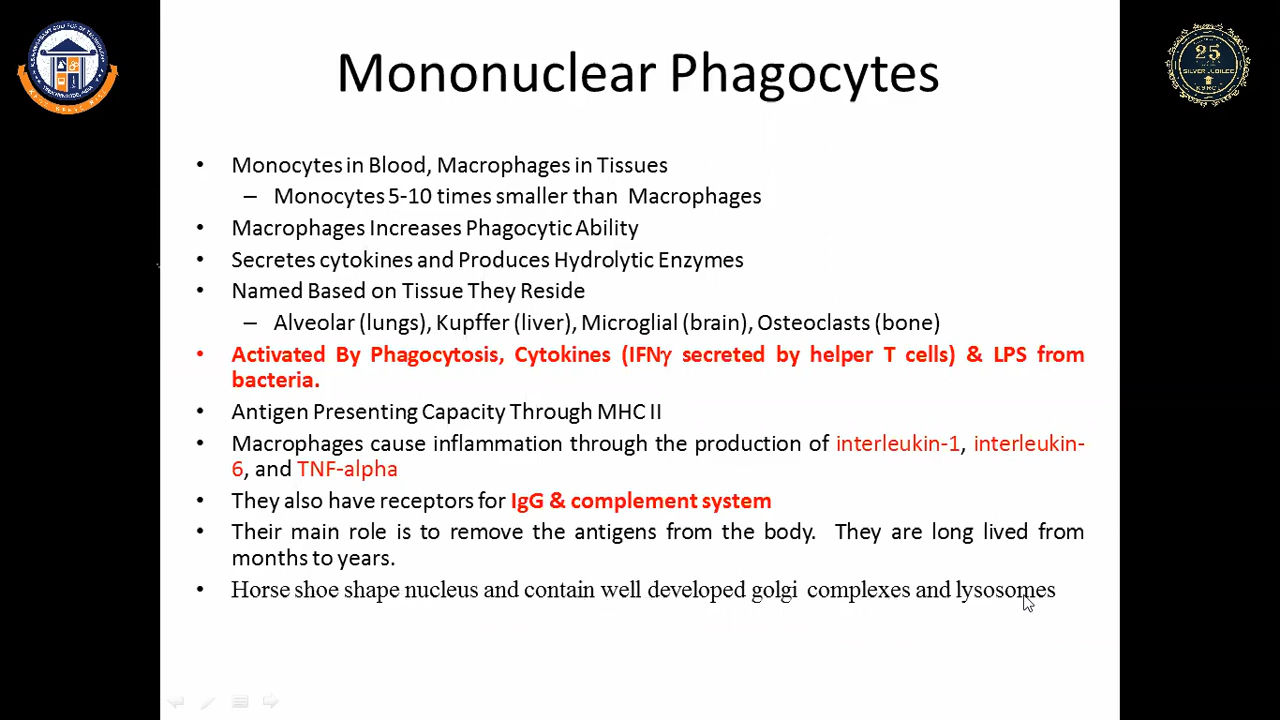 Mononuclear Phagocytes
• Monocytes in Blood, Macrophages in Tissues
– Monocytes 5-10 times smaller than Macrophages
• Macrophages Increases Phagocytic Ability
• Secretes cytokines and Produces Hydrolytic Enzymes
• Named Based on Tissue They Reside
– Alveolar (lungs), Kupffer (liver), Microglial (brain), Osteoclasts (bone)
• Activated By Phagocytosis, Cytokines (IFNγ secreted by helper T cells) & LPS from
bacteria.
• Antigen Presenting Capacity Through MHC II
• Macrophages cause inflammation through the production of interleukin-1, interleukin-
6, and TNF-alpha
• They also have receptors for IgG & complement system
• Their main role is to remove the antigens from the body. They are long lived from
months to years.
• Horse shoe shape nucleus and contain well developed golgi complexes and lysosomes
25
SILVER JUBILEE